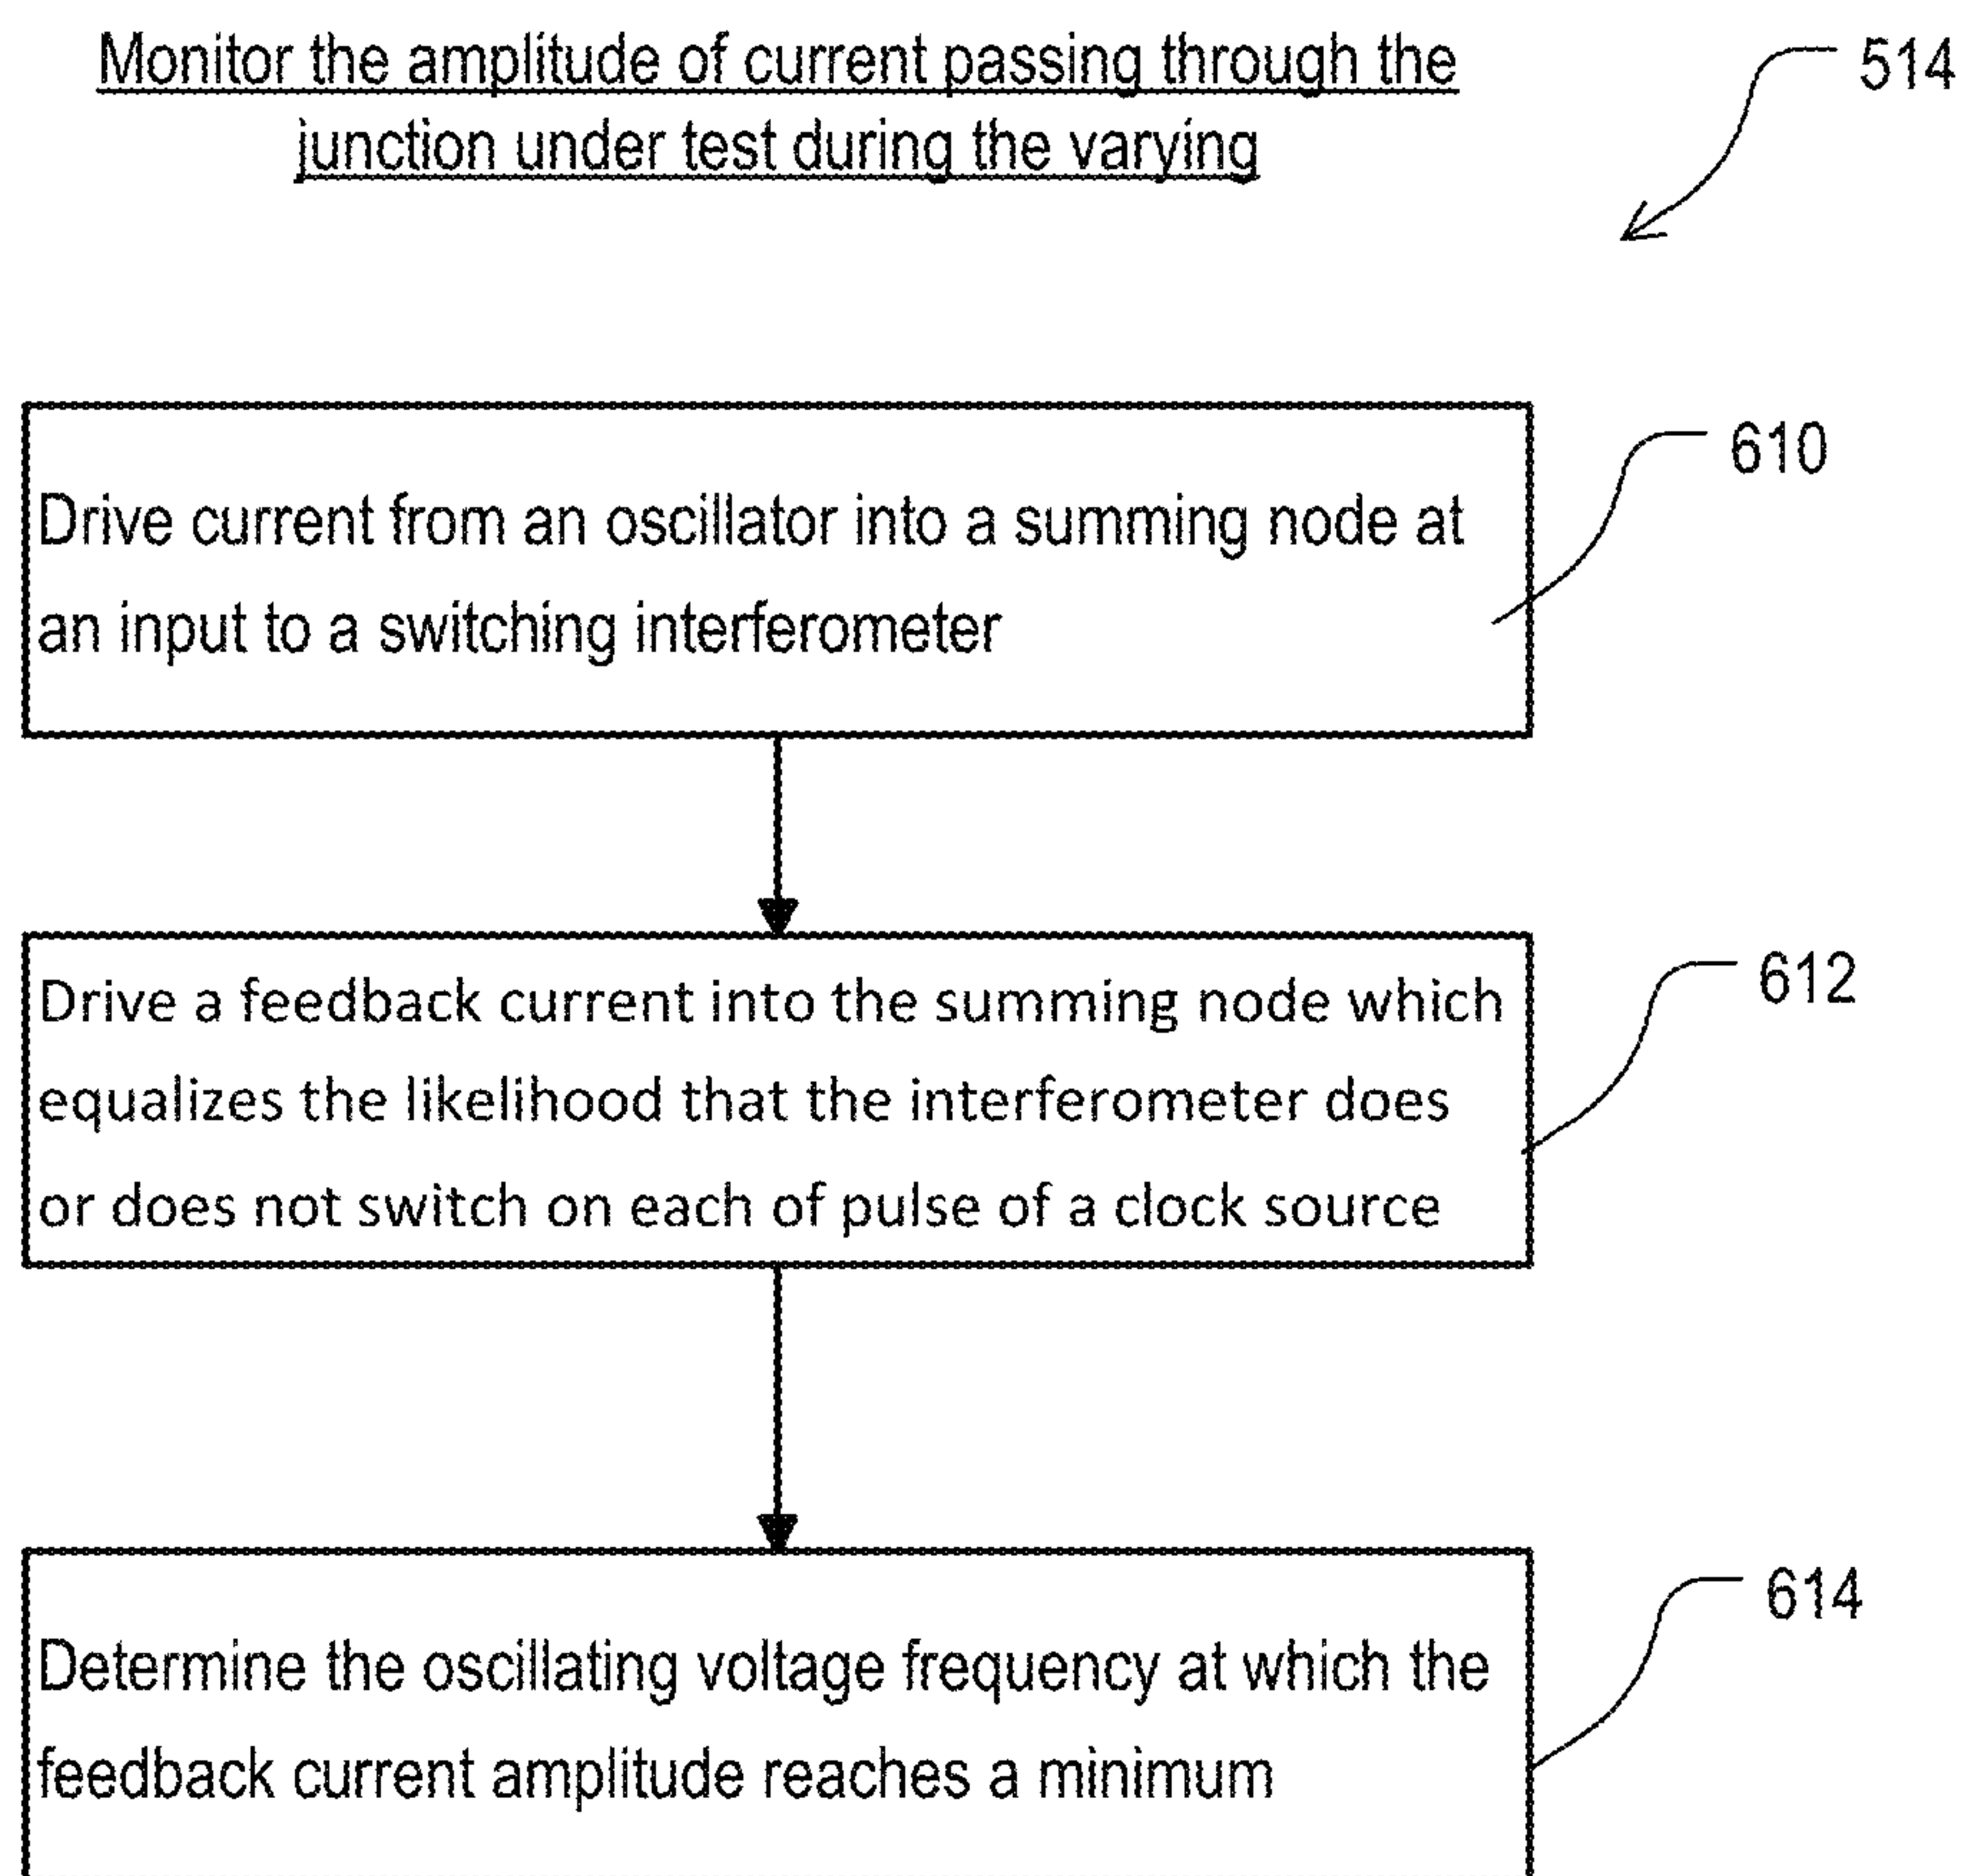 Monitor the amplitude of current passing through the
junction under test during the varying
514
610
Drive current from an oscillator into a summing node at
an input to a switching interferometer
612
Drive a feedback current into the summing node which
equalizes the likelihood that the interferometer does
or does not switch on each of pulse of a clock source
614
Determine the oscillating voltage frequency at which the
feedback current amplitude reaches a minimum